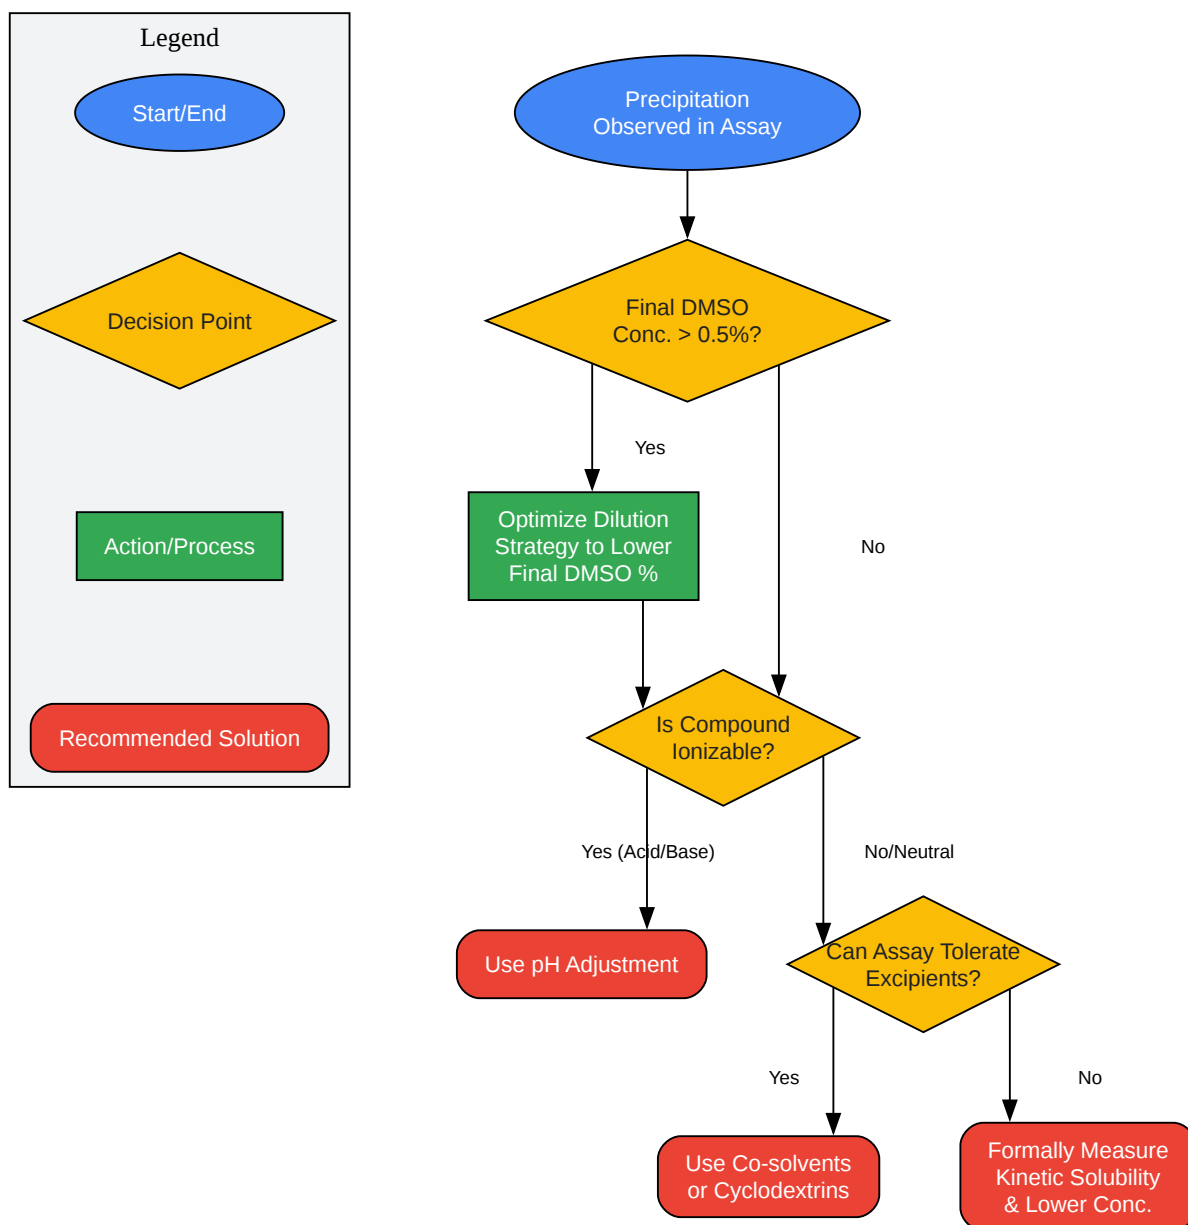 Legend
Start/End
Decision Point
Action/Process
Recommended Solution
Precipitation
Observed in Assay
Final DMSO
Conc. > 0.5%?
Yes
No
Optimize Dilution
Strategy to Lower
Final DMSO %
Is Compound
Ionizable?
Yes (Acid/Base)
No/Neutral
Use pH Adjustment
Can Assay Tolerate
Excipients?
Yes
No
Use Co-solvents
or Cyclodextrins
Formally Measure
Kinetic Solubility
& Lower Conc.